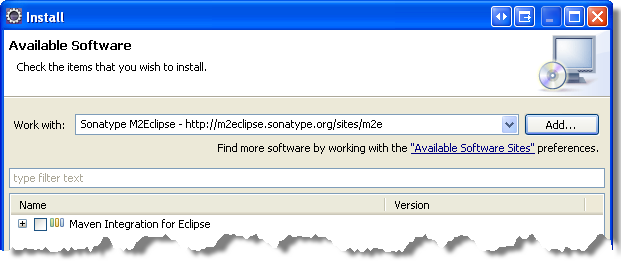 Install
Available Software
Check the items that you wish to install.
Work with: Sonatype M2Eclipse - http://m2eclipse.sonatype.org/sites/m2e Add...
Find more software by working with the "Available Software Sites" preferences.
type filter text
Name Version
Maven Integration for Eclipse